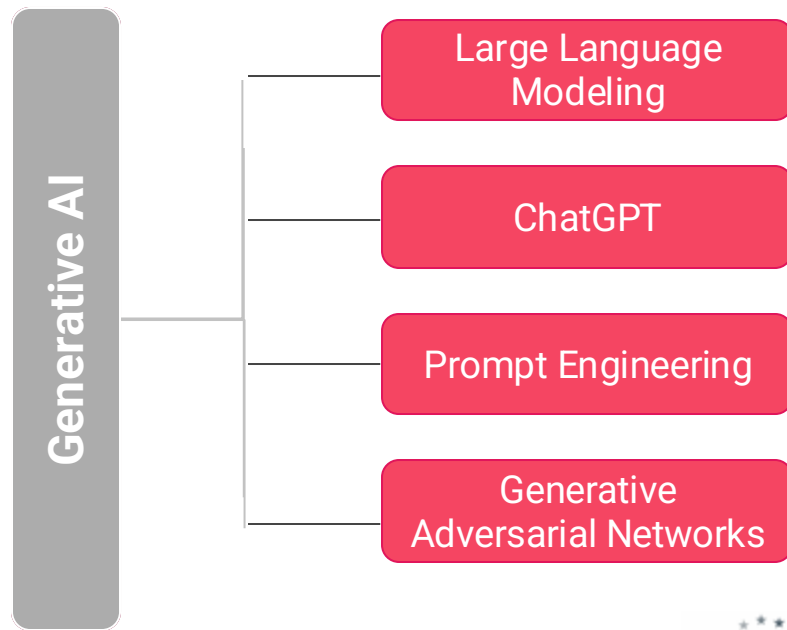 Generative AI
Large Language
Modeling
ChatGPT
Prompt Engineering
Generative
Adversarial Networks